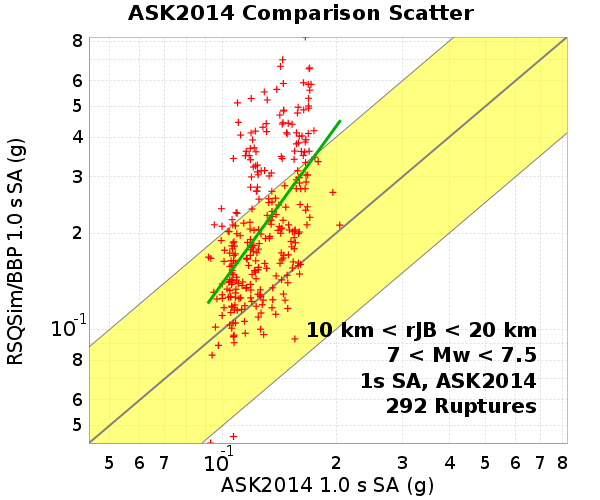 ASK2014 Comparison Scatter
8
6
5
4
3
2
10-1
8
6
5
RSQSim/BBP 1.0 s SA (g)
10 km < rJB < 20 km
7 < Mw < 7.5
1s SA, ASK2014
292 Ruptures
5 6 7 10-1 2 3 4 5 6 7 8
ASK2014 1.0 s SA (g)